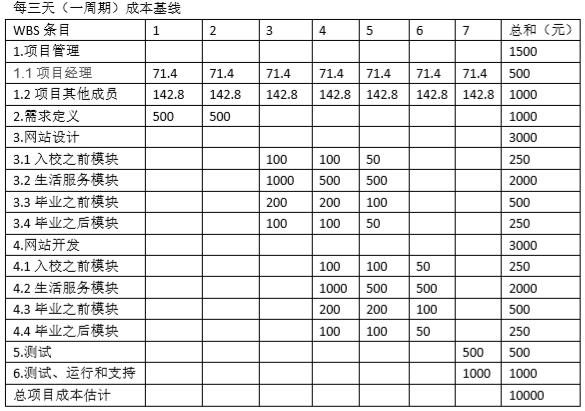 每三天（一周期）成本基线
WBS 条目 1 2 3 4 5 6 7 总和（元）
1.项目管理 1500
1.1 项目经理 71.4 71.4 71.4 71.4 71.4 71.4 71.4 500
1.2 项目其他成员 142.8 142.8 142.8 142.8 142.8 142.8 142.8 1000
2.需求定义 500 500 1000
3.网站设计 3000
3.1 入校之前模块 100 100 50 250
3.2 生活服务模块 1000 500 500 2000
3.3 毕业之前模块 200 200 100 500
3.4 毕业之后模块 100 100 50 250
4.网站开发 3000
4.1 入校之前模块 100 100 50 250
4.2 生活服务模块 1000 500 500 2000
4.3 毕业之前模块 200 200 100 500
4.4 毕业之后模块 100 100 50 250
5.测试 500 500
6.测试、运行和支持 1000 1000
总项目成本估计 10000